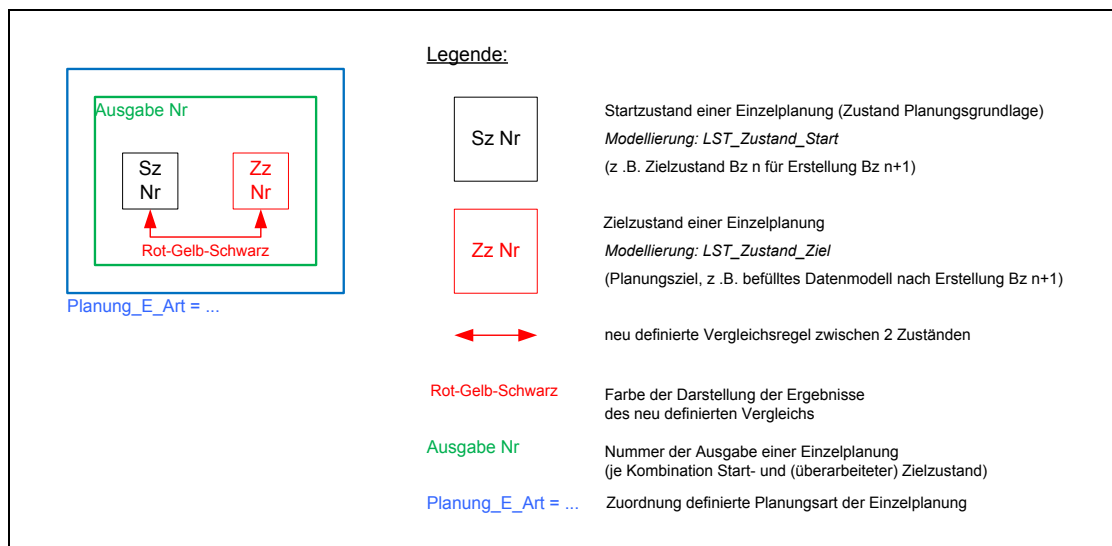 Ausgabe Nr
Sz
Nr
Zz
Nr
Rot-Gelb-Schwarz
Planung_E_Art = ...
Legende:
Sz Nr
Startzustand einer Einzelplanung (Zustand Planungsgrundlage)
Modellierung: LST_Zustand_Start
(z .B. Zielzustand Bz n für Erstellung Bz n+1)
Zz Nr
Zielzustand einer Einzelplanung
Modellierung: LST_Zustand_Ziel
(Planungsziel, z .B. befülltes Datenmodell nach Erstellung Bz n+1)
neu definierte Vergleichsregel zwischen 2 Zuständen
Rot-Gelb-Schwarz
Farbe der Darstellung der Ergebnisse
des neu definierten Vergleichs
Ausgabe Nr
Nummer der Ausgabe einer Einzelplanung
(je Kombination Start- und (überarbeiteter) Zielzustand)
Planung_E_Art = ...
Zuordnung definierte Planungsart der Einzelplanung